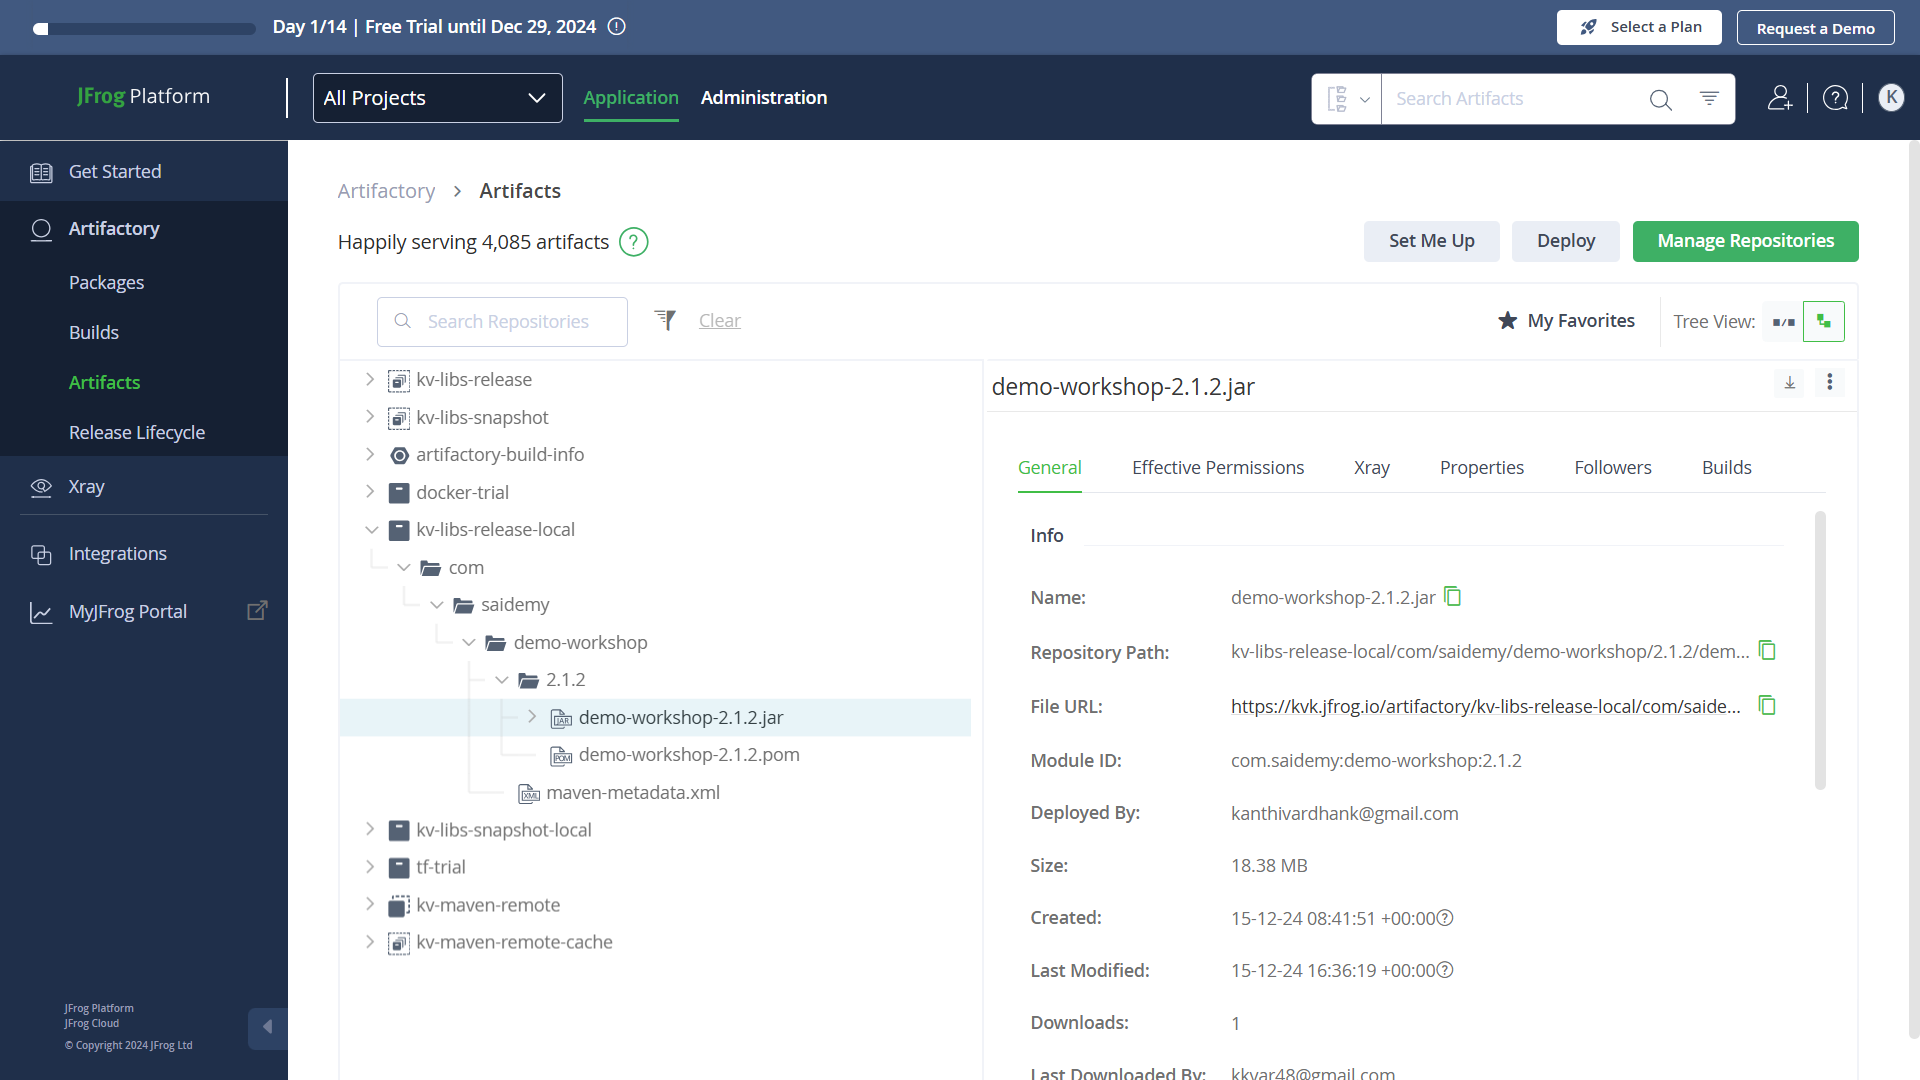 Day 1/14 | Free Trial until Dec 29, 2024
Select a Plan
Request a Demo
JFrog Platform
All Projects
Application
Administration
Search Artifacts
K
Get Started
Artifactory
Packages
Builds
Artifacts
Release Lifecycle
Xray
Integrations
MyJFrog Portal
JFrog Platform
JFrog Cloud
© Copyright 2024 JFrog Ltd
Artifactory > Artifacts
Happily serving 4,085 artifacts
Set Me Up
Deploy
Manage Repositories
Search Repositories
Clear
My Favorites
Tree View:
kv-libs-release
kv-libs-snapshot
artifactory-build-info
docker-trial
kv-libs-release-local
com
saidemy
demo-workshop
2.1.2
JAR demo-workshop-2.1.2.jar
POM demo-workshop-2.1.2.pom
XML maven-metadata.xml
kv-libs-snapshot-local
tf-trial
kv-maven-remote
kv-maven-remote-cache
demo-workshop-2.1.2.jar
General
Effective Permissions
Xray
Properties
Followers
Builds
Info
Name: demo-workshop-2.1.2.jar
Repository Path: kv-libs-release-local/com/saidemy/demo-workshop/2.1.2/dem...
File URL: https://kvk.jfrog.io/artifactory/kv-libs-release-local/com/saide...
Module ID: com.saidemy:demo-workshop:2.1.2
Deployed By: kanthivardhank@gmail.com
Size: 18.38 MB
Created: 15-12-24 08:41:51 +00:00
Last Modified: 15-12-24 16:36:19 +00:00
Downloads: 1
Last Downloaded By: kkvar48@gmail.com